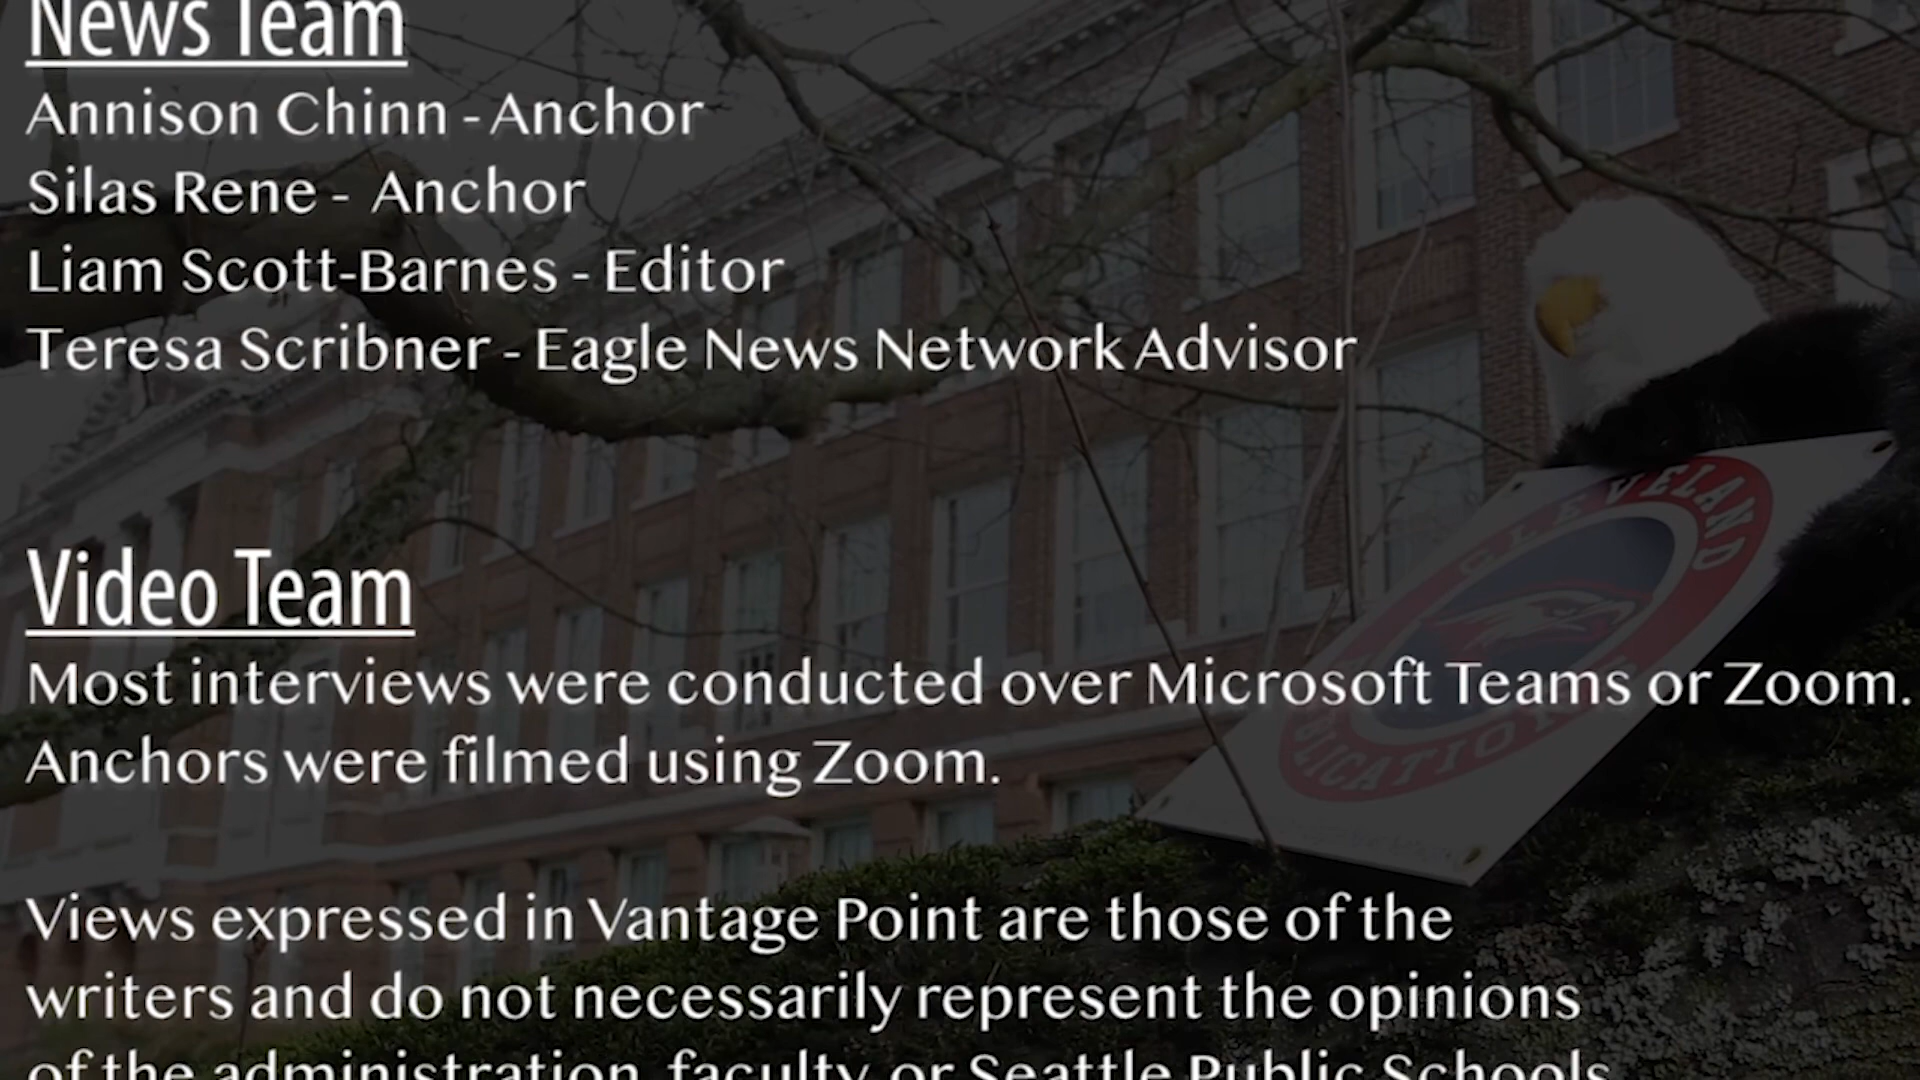 News Team
Annison Chinn - Anchor
Silas Rene - Anchor
Liam Scott-Barnes - Editor
Teresa Scribner - Eagle News Network Advisor
CLEVELAND
Video Team
Most interviews were conducted over Microsoft Teams or Zoom.
Anchors were filmed using Zoom.
Views expressed in Vantage Point are those of the
writers and do not necessarily represent the opinions
of the administration, faculty, or Seattle Public Schools